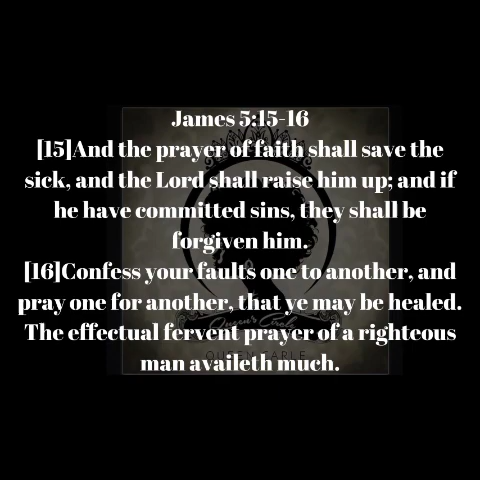 James 5:15-16
[15]And the prayer of faith shall save the
sick, and the Lord shall raise him up; and if
he have committed sins, they shall be
forgiven him.
[16]Confess your faults one to another, and
pray one for another, that ye may be healed.
The effectual fervent prayer of a righteous
man availeth much.
Queen's Circle